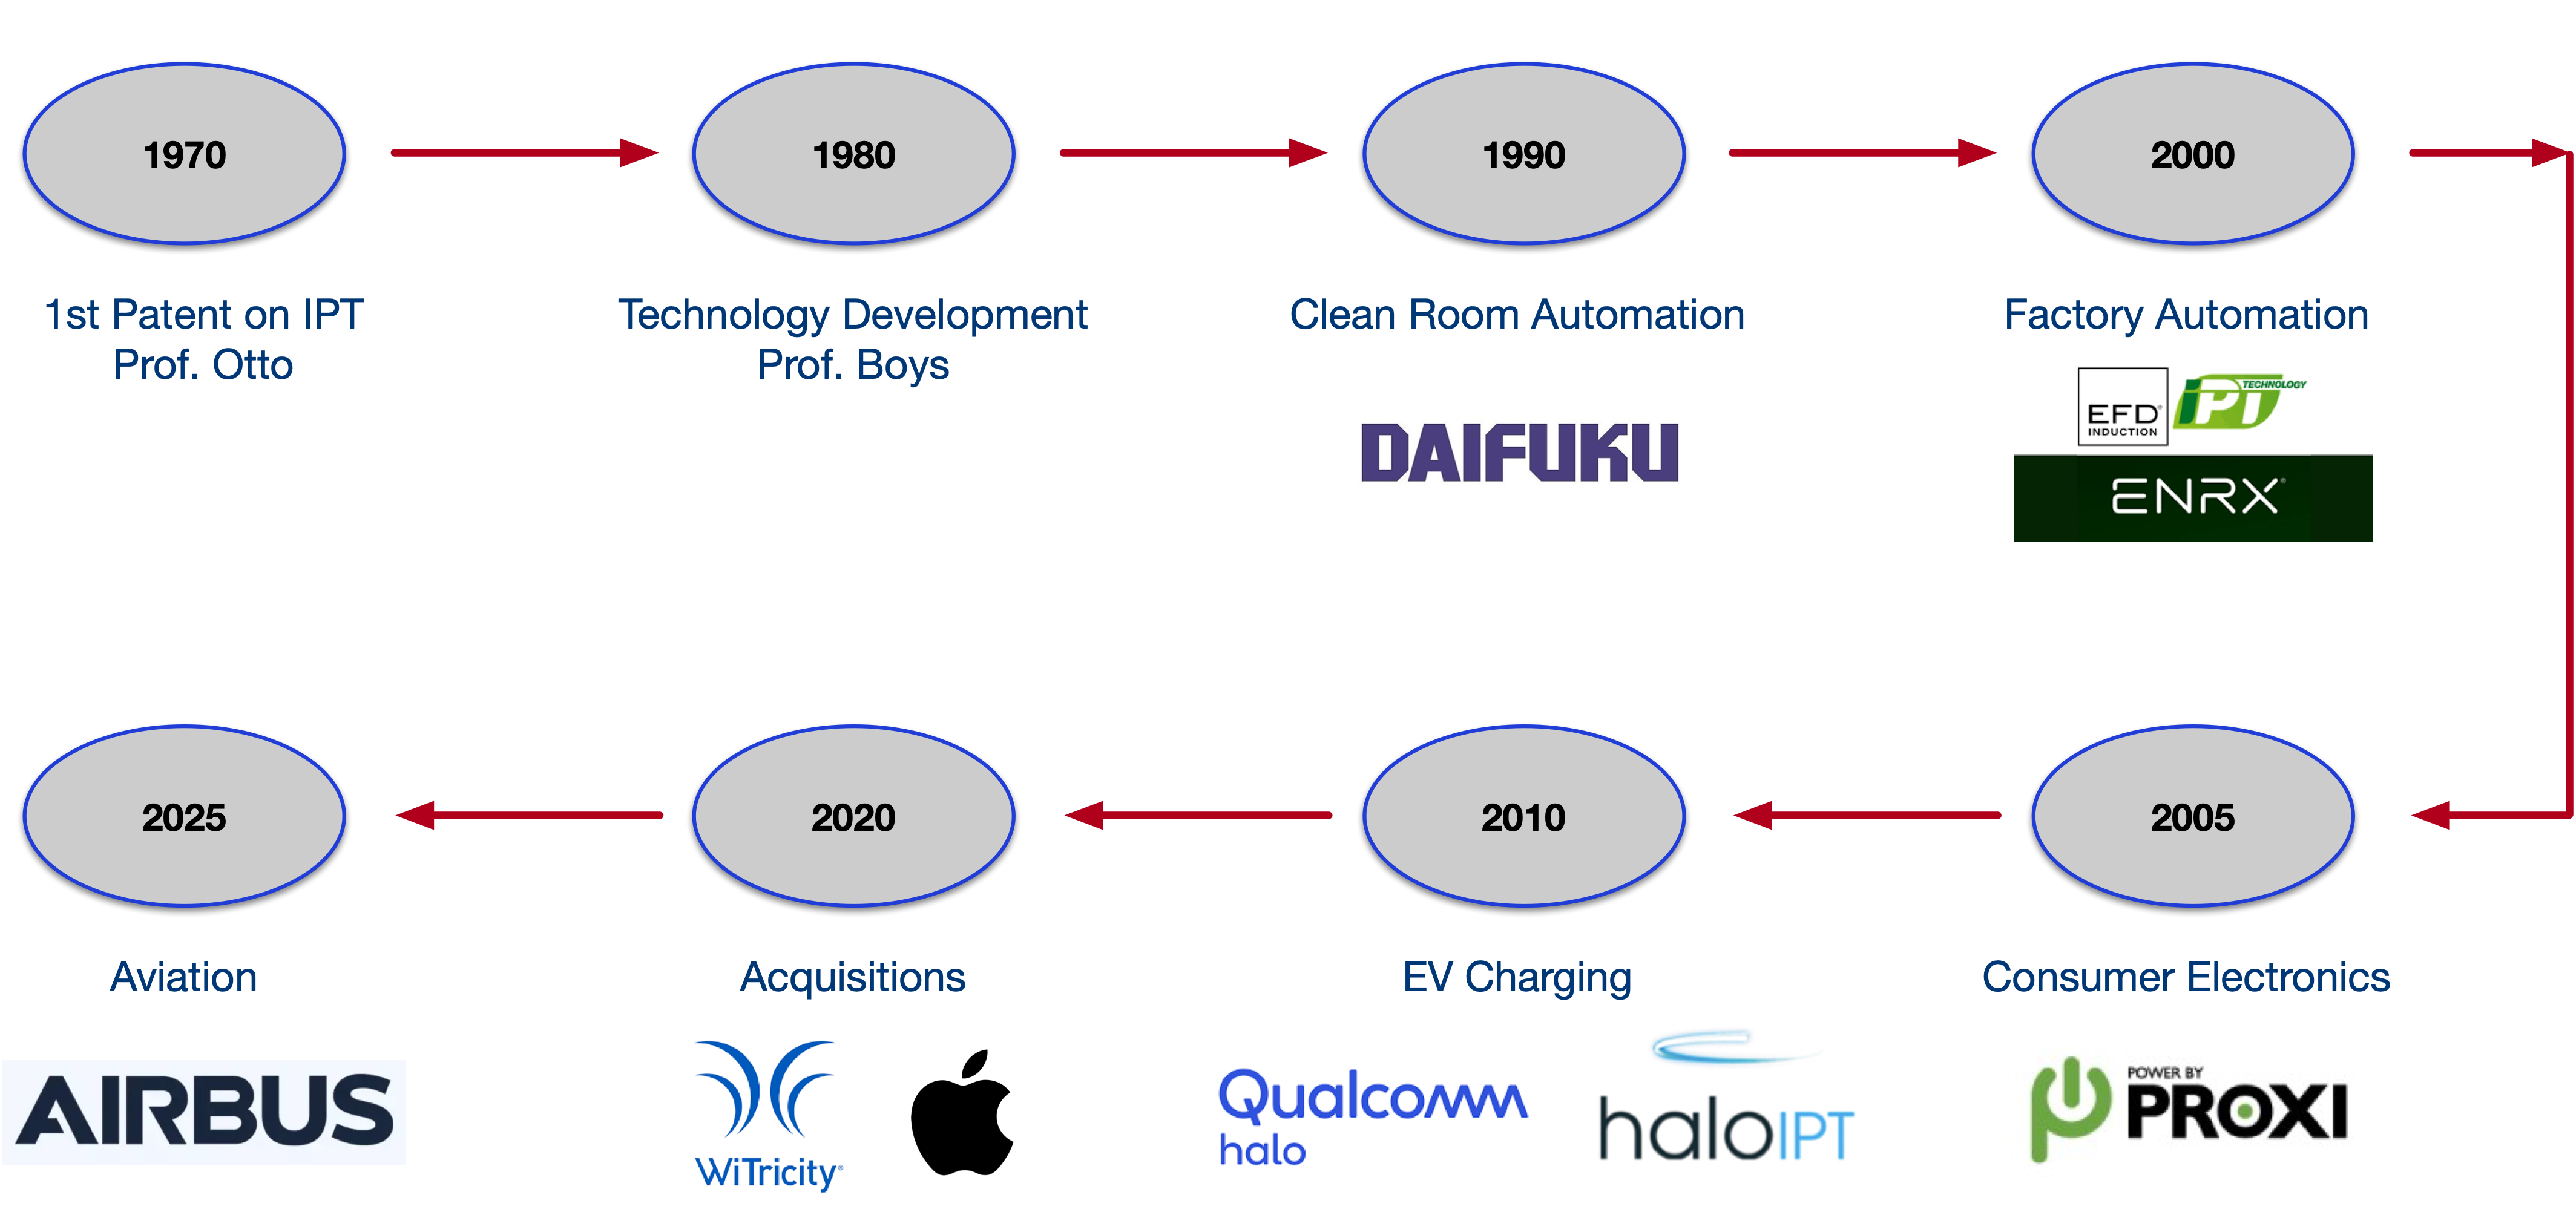 1970
1st Patent on IPT
Prof. Otto
1980
Technology Development
Prof. Boys
1990
Clean Room Automation
DAIFUKU
2000
Factory Automation
EFD
INDUCTION
IPT
TECHNOLOGY
ENRX
2005
Consumer Electronics
POWER BY
PROXI
2010
EV Charging
Qualcomm
halo
haloIPT
2020
Acquisitions
WiTricity
2025
Aviation
AIRBUS